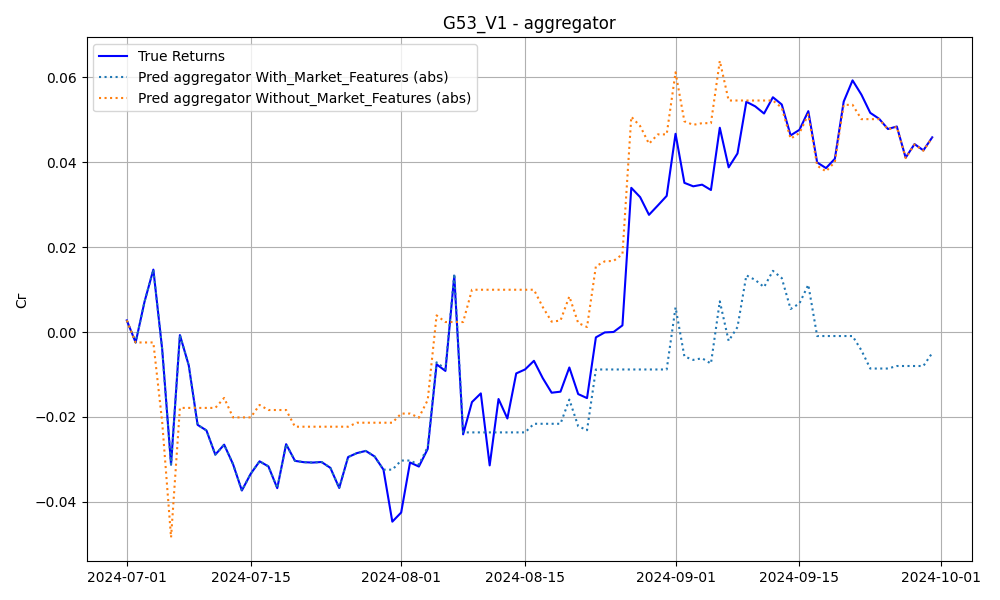 G53_V1 - aggregator
True Returns
Pred aggregator With_Market_Features (abs)
Pred aggregator Without_Market_Features (abs)
Cr
0.06
0.04
0.02
0.00
−0.02
−0.04
2024-07-01
2024-07-15
2024-08-01
2024-08-15
2024-09-01
2024-09-15
2024-10-01